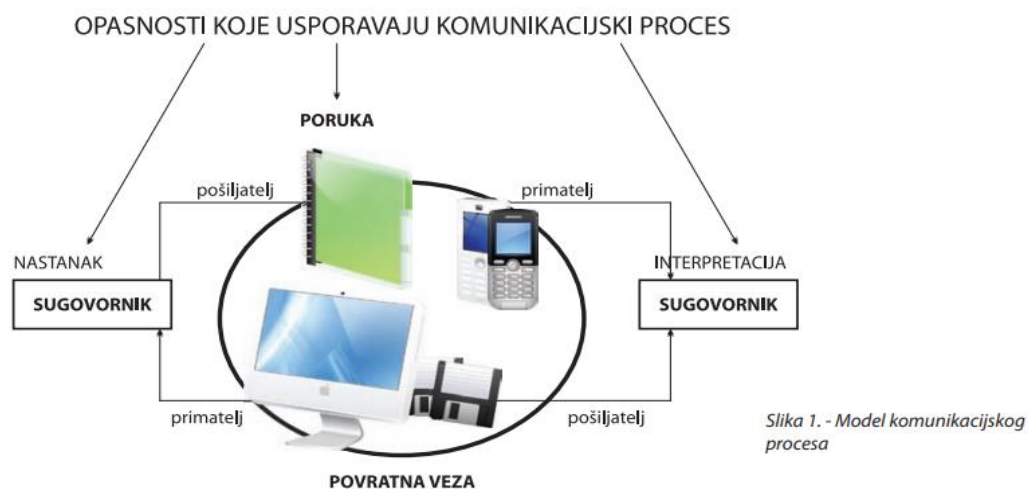 OPASNOSTI KOJE USPORAVAJU KOMUNIKACIJSKI PROCES
PORUKA
pošiljatelj
primatelj
NASTANAK
INTERPRETACIJA
SUGOVORNIK
SUGOVORNIK
primatelj
pošiljatelj
Slika 1. - Model komunikacijskog
procesa
POVRATNA VEZA